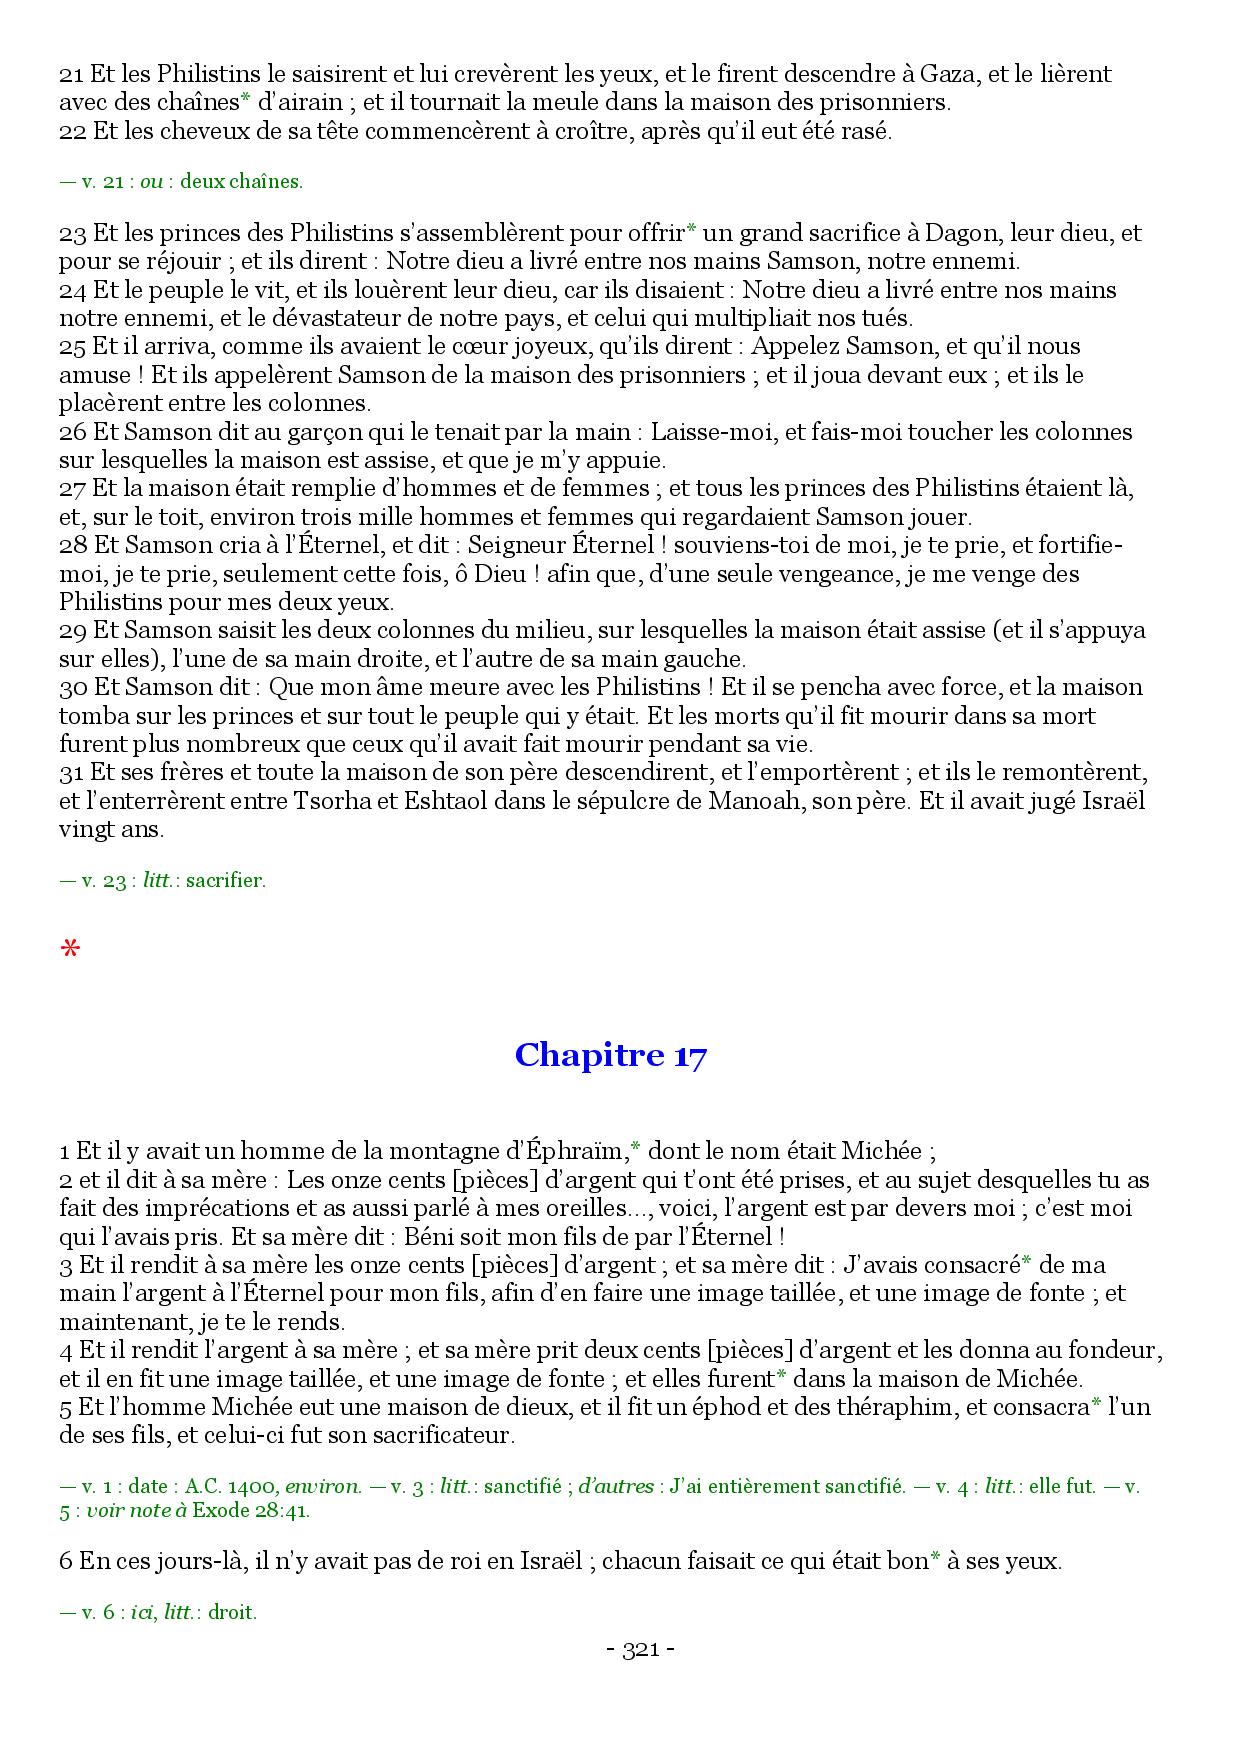 21 Et les Philistins le saisirent et lui crevèrent les yeux, et le firent descendre à Gaza, et le lièrent
avec des chaînes* d’airain ; et il tournait la meule dans la maison des prisonniers.
22 Et les cheveux de sa tête commencèrent à croître, après qu’il eut été rasé.
— v. 21 : ou : deux chaînes.
23 Et les princes des Philistins s’assemblèrent pour offrir* un grand sacrifice à Dagon, leur dieu, et
pour se réjouir ; et ils dirent : Notre dieu a livré entre nos mains Samson, notre ennemi.
24 Et le peuple le vit, et ils louèrent leur dieu, car ils disaient : Notre dieu a livré entre nos mains
notre ennemi, et le dévastateur de notre pays, et celui qui multipliait nos tués.
25 Et il arriva, comme ils avaient le cœur joyeux, qu’ils dirent : Appelez Samson, et qu’il nous
amuse ! Et ils appelèrent Samson de la maison des prisonniers ; et il joua devant eux ; et ils le
placèrent entre les colonnes.
26 Et Samson dit au garçon qui le tenait par la main : Laisse-moi, et fais-moi toucher les colonnes
sur lesquelles la maison est assise, et que je m’y appuie.
27 Et la maison était remplie d’hommes et de femmes ; et tous les princes des Philistins étaient là,
et, sur le toit, environ trois mille hommes et femmes qui regardaient Samson jouer.
28 Et Samson cria à l’Éternel, et dit : Seigneur Éternel ! souviens-toi de moi, je te prie, et fortifie-
moi, je te prie, seulement cette fois, ô Dieu ! afin que, d’une seule vengeance, je me venge des
Philistins pour mes deux yeux.
29 Et Samson saisit les deux colonnes du milieu, sur lesquelles la maison était assise (et il s’appuya
sur elles), l’une de sa main droite, et l’autre de sa main gauche.
30 Et Samson dit : Que mon âme meure avec les Philistins ! Et il se pencha avec force, et la maison
tomba sur les princes et sur tout le peuple qui y était. Et les morts qu’il fit mourir dans sa mort
furent plus nombreux que ceux qu’il avait fait mourir pendant sa vie.
31 Et ses frères et toute la maison de son père descendirent, et l’emportèrent ; et ils le remontèrent,
et l’enterrèrent entre Tsorha et Eshtaol dans le sépulcre de Manoah, son père. Et il avait jugé Israël
vingt ans.
— v. 23 : litt.: sacrifier.
*
Chapitre 17
1 Et il y avait un homme de la montagne d’Éphraïm,* dont le nom était Michée ;
2 et il dit à sa mère : Les onze cents [pièces] d’argent qui t’ont été prises, et au sujet desquelles tu as
fait des imprécations et as aussi parlé à mes oreilles..., voici, l’argent est par devers moi ; c’est moi
qui l’avais pris. Et sa mère dit : Béni soit mon fils de par l’Éternel !
3 Et il rendit à sa mère les onze cents [pièces] d’argent ; et sa mère dit : J’avais consacré* de ma
main l’argent à l’Éternel pour mon fils, afin d’en faire une image taillée, et une image de fonte ; et
maintenant, je te le rends.
4 Et il rendit l’argent à sa mère ; et sa mère prit deux cents [pièces] d’argent et les donna au fondeur,
et il en fit une image taillée, et une image de fonte ; et elles furent* dans la maison de Michée.
5 Et l’homme Michée eut une maison de dieux, et il fit un éphod et des théraphim, et consacra* l’un
de ses fils, et celui-ci fut son sacrificateur.
— v. 1 : date : A.C. 1400, environ. — v. 3 : litt.: sanctifié ; d’autres : J’ai entièrement sanctifié. — v. 4 : litt.: elle fut. — v.
5 : voir note à Exode 28:41.
6 En ces jours-là, il n’y avait pas de roi en Israël ; chacun faisait ce qui était bon* à ses yeux.
— v. 6 : ici, litt.: droit.
- 321 -